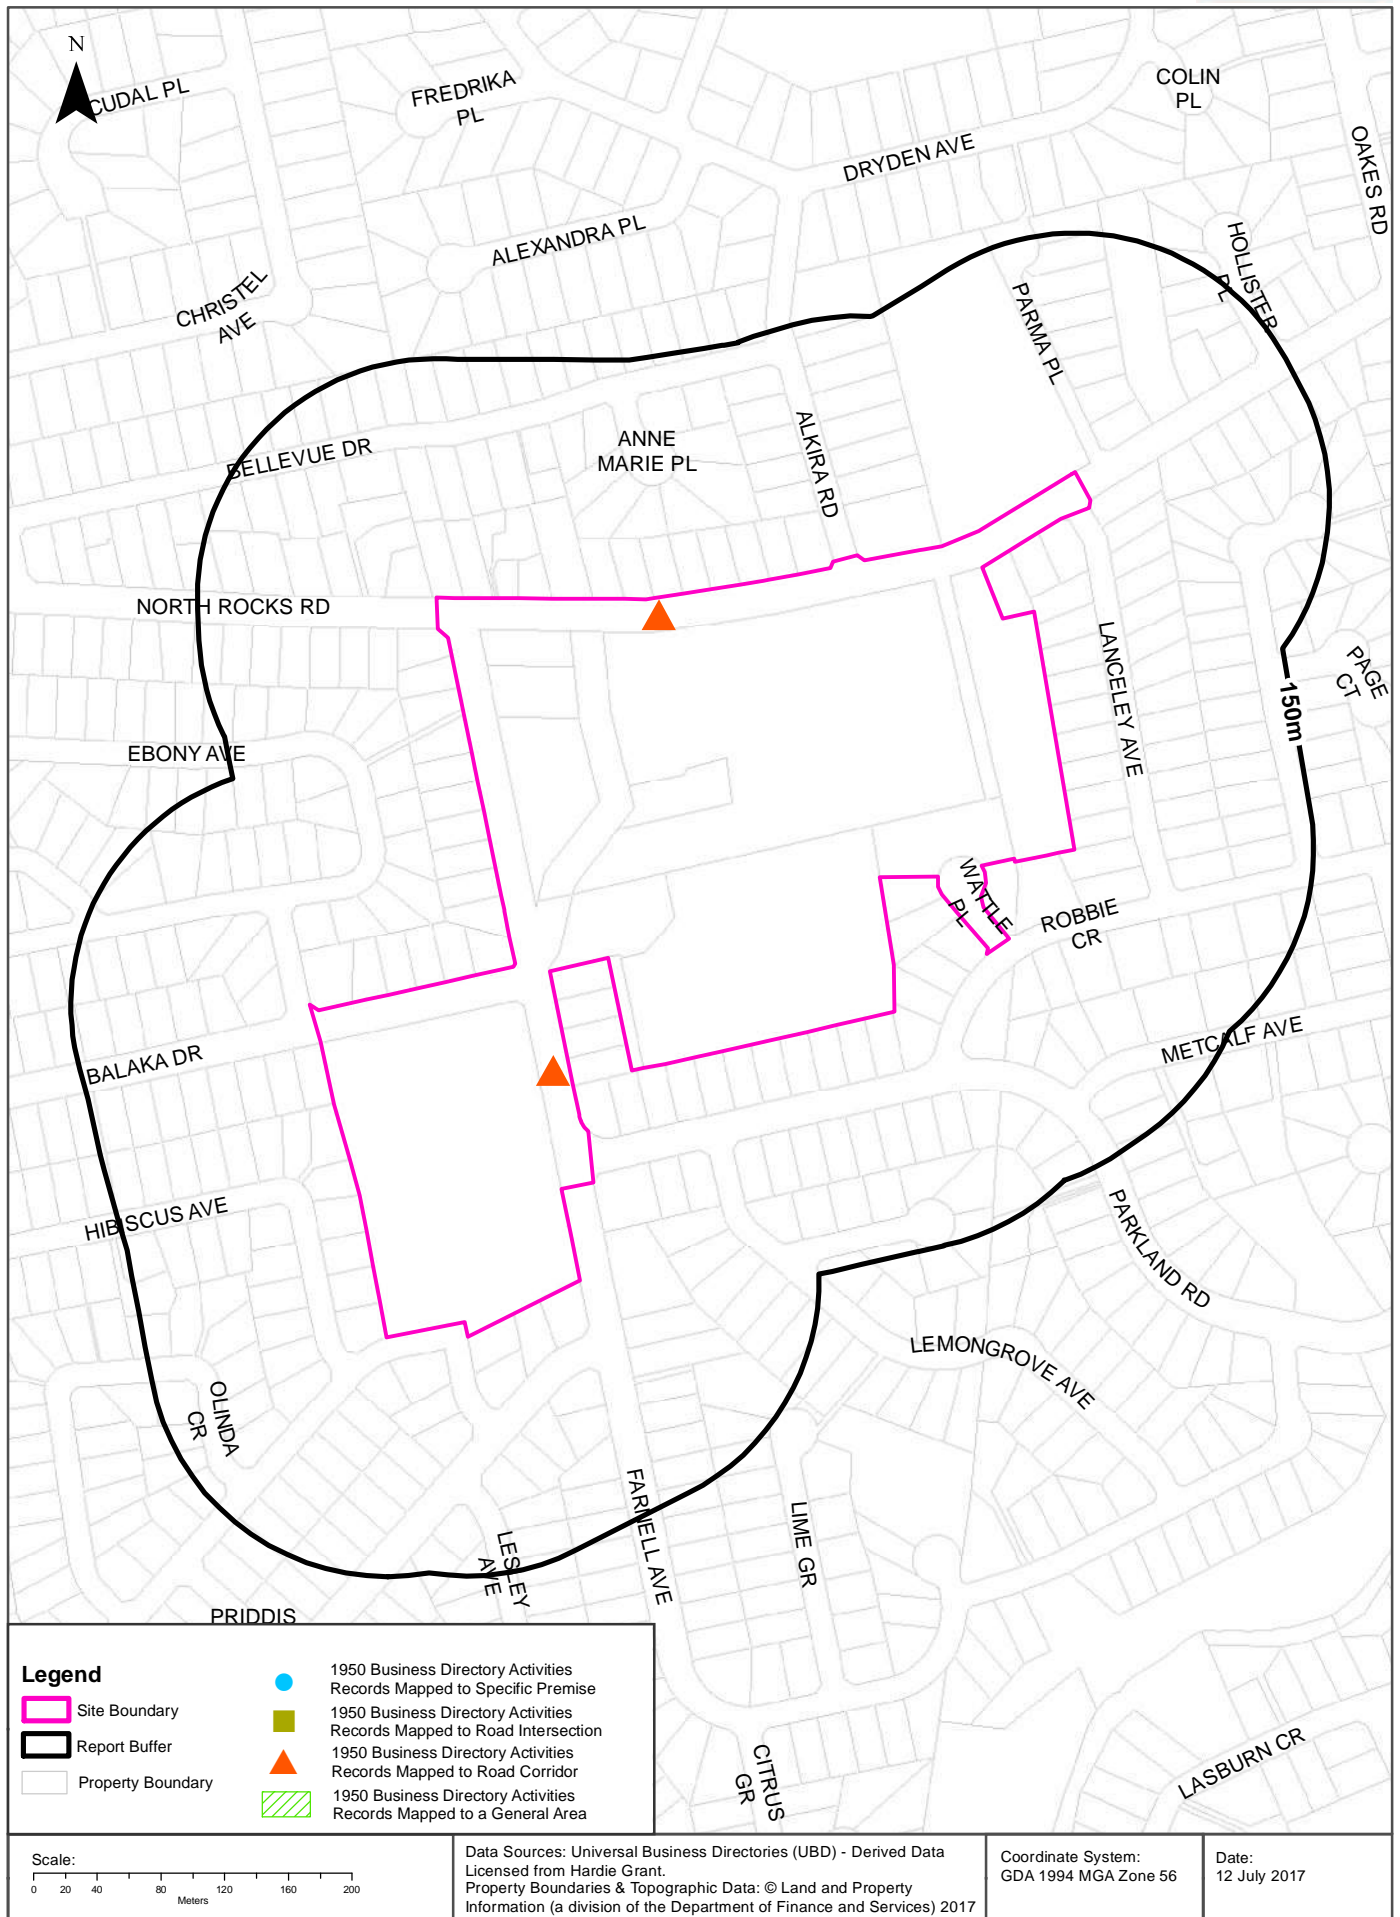 N
CUDAL PL
FREDRIKA
PL
COLIN
PL
DRYDEN AVE
OAKES RD
ALEXANDRA PL
HOLLISTER
PL
CHRISTEL
AVE
PARMA PL
BELLEVUE DR
ANNE
MARIE PL
ALKIRA RD
NORTH ROCKS RD
LANCELEY AVE
PAGE
CT
150m
EBONY AVE
WATTLE
PL
ROBBIE
CR
BALAKA DR
METCALF AVE
HIBISCUS AVE
PARKLAND RD
LEMONGROVE AVE
OLINDA
CR
FARNELL AVE
LIME GR
LESLEY
AVE
PRIDDIS
CITRUS
GR
LASBURN CR
Legend
Site Boundary
Report Buffer
Property Boundary
1950 Business Directory Activities
Records Mapped to Specific Premise
1950 Business Directory Activities
Records Mapped to Road Intersection
1950 Business Directory Activities
Records Mapped to Road Corridor
1950 Business Directory Activities
Records Mapped to a General Area
Scale:
0 20 40 80 120 160 200
Meters
Data Sources: Universal Business Directories (UBD) - Derived Data
Licensed from Hardie Grant.
Property Boundaries & Topographic Data: © Land and Property
Information (a division of the Department of Finance and Services) 2017
Coordinate System:
GDA 1994 MGA Zone 56
Date:
12 July 2017